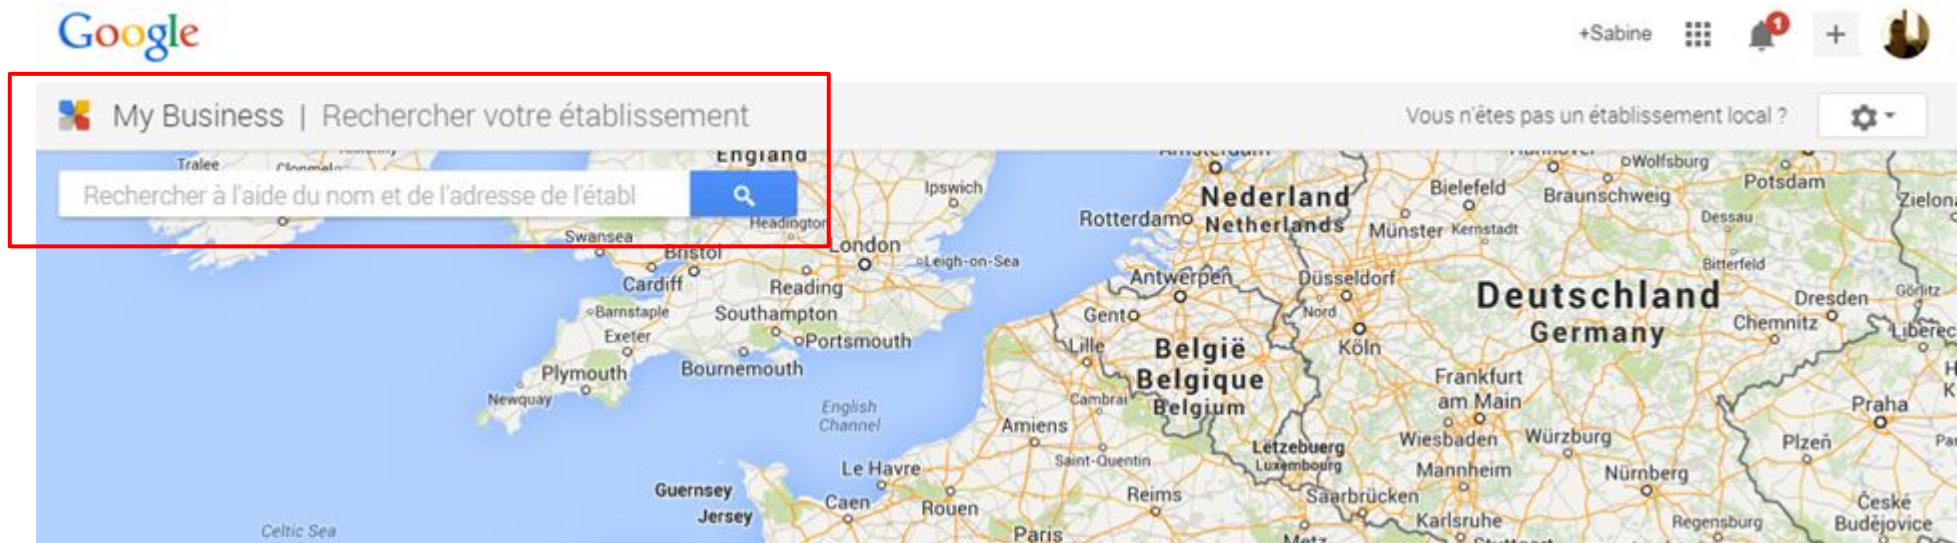 Google
+Sabine
1
My Business | Rechercher votre établissement
Vous n'êtes pas un établissement local ?
Rechercher à l'aide du nom et de l'adresse de l'établ
Tralee
England
Ipswich
Nederland
Netherlands
Rotterdam
Bielefeld
Münster
Kernstadt
Braunschweig
Wolfsburg
Potsdam
Dessau
Bitterfeld
Headington
Swansea
Bristol
London
Leigh-on-Sea
Cardiff
Reading
Antwerpen
Düsseldorf
Nord
Deutschland
Germany
Dresden
Görlitz
Chemnitz
Liberec
Barnstaple
Southampton
Exeter
Portsmouth
Gent
Lille
België
Belgique
Belgium
Köln
Plymouth
Bournemouth
Newquay
English
Channel
Cambrai
Amiens
Frankfurt
am Main
Wiesbaden
Würzburg
Praha
Plzeň
Letzebuerg
Luxembourg
Le Havre
Saint-Quentin
Mannheim
Nürnberg
Guernsey
Jersey
Caen
Rouen
Reims
Saarbrücken
Karlsruhe
Regensburg
České
Budějovice
Celtic Sea
Paris